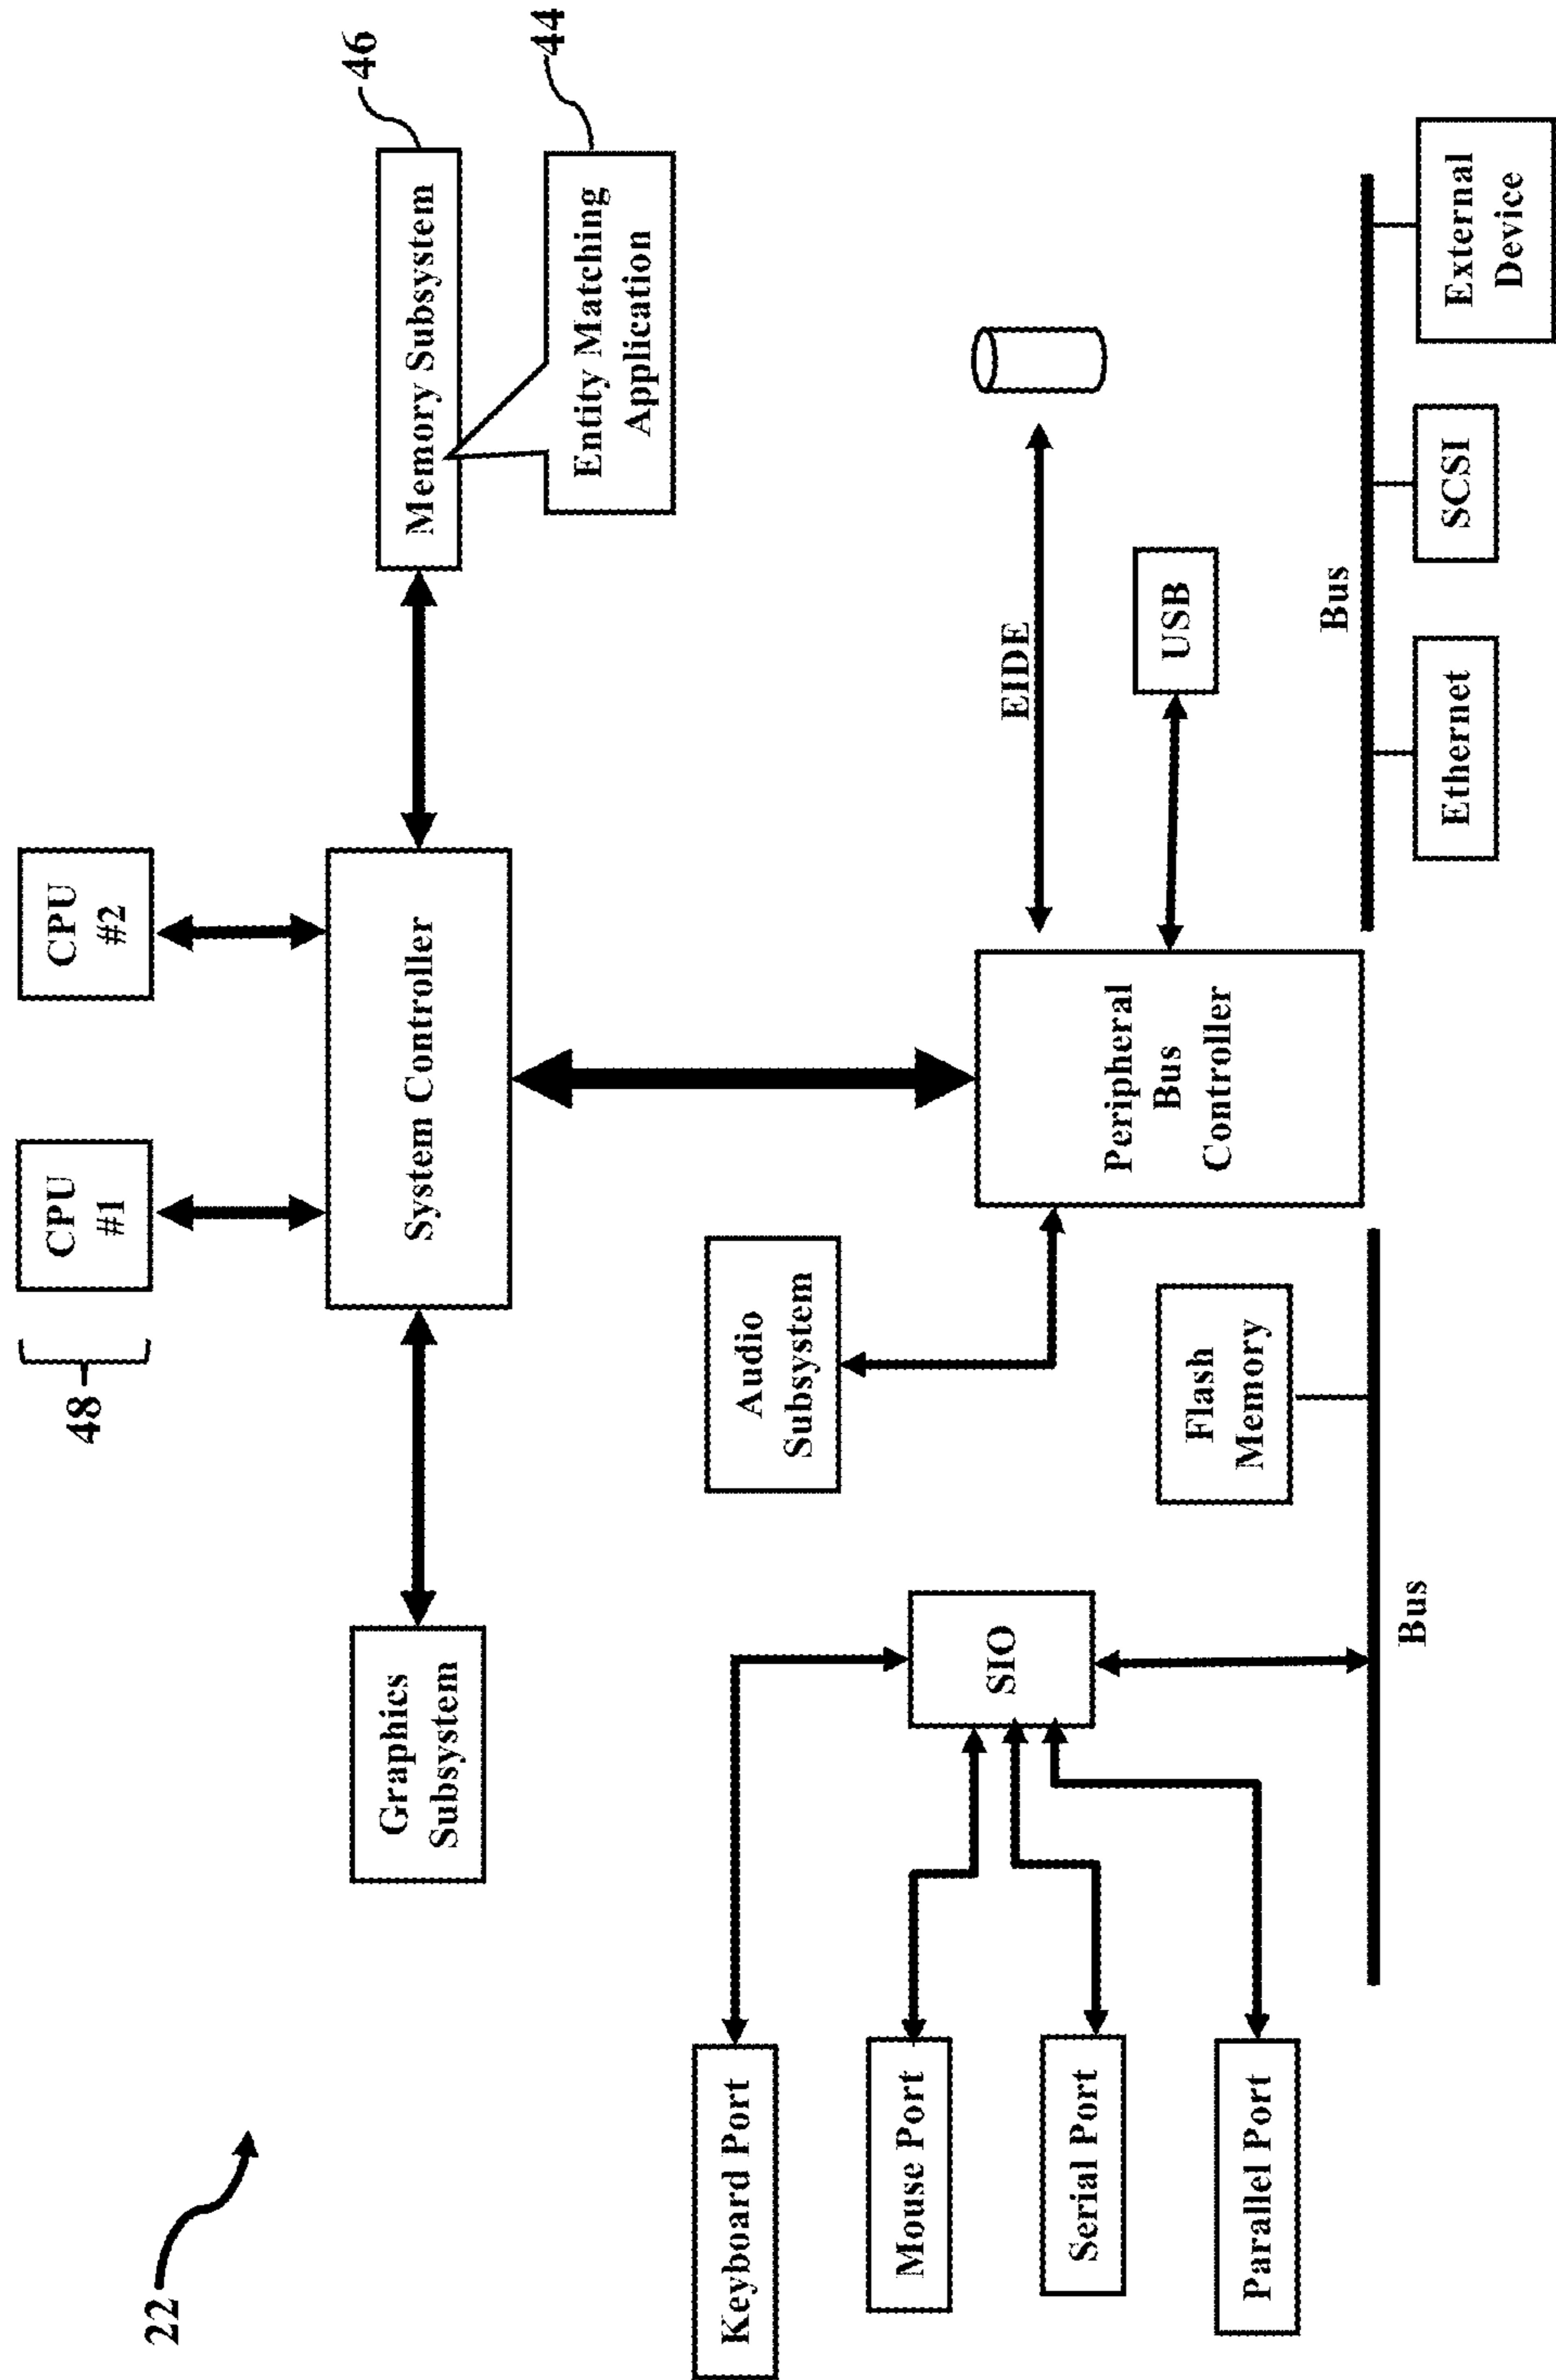 22
48
CPU
#1
CPU
#2
46
Graphics
Subsystem
System Controller
Memory Subsystem
44
Entity Matching
Application
Keyboard Port
Audio
Subsystem
Mouse Port
SIO
EIDE
Serial Port
Peripheral
Bus
Controller
USB
Parallel Port
Flash
Memory
Bus
Bus
Ethernet
SCSI
External
Device